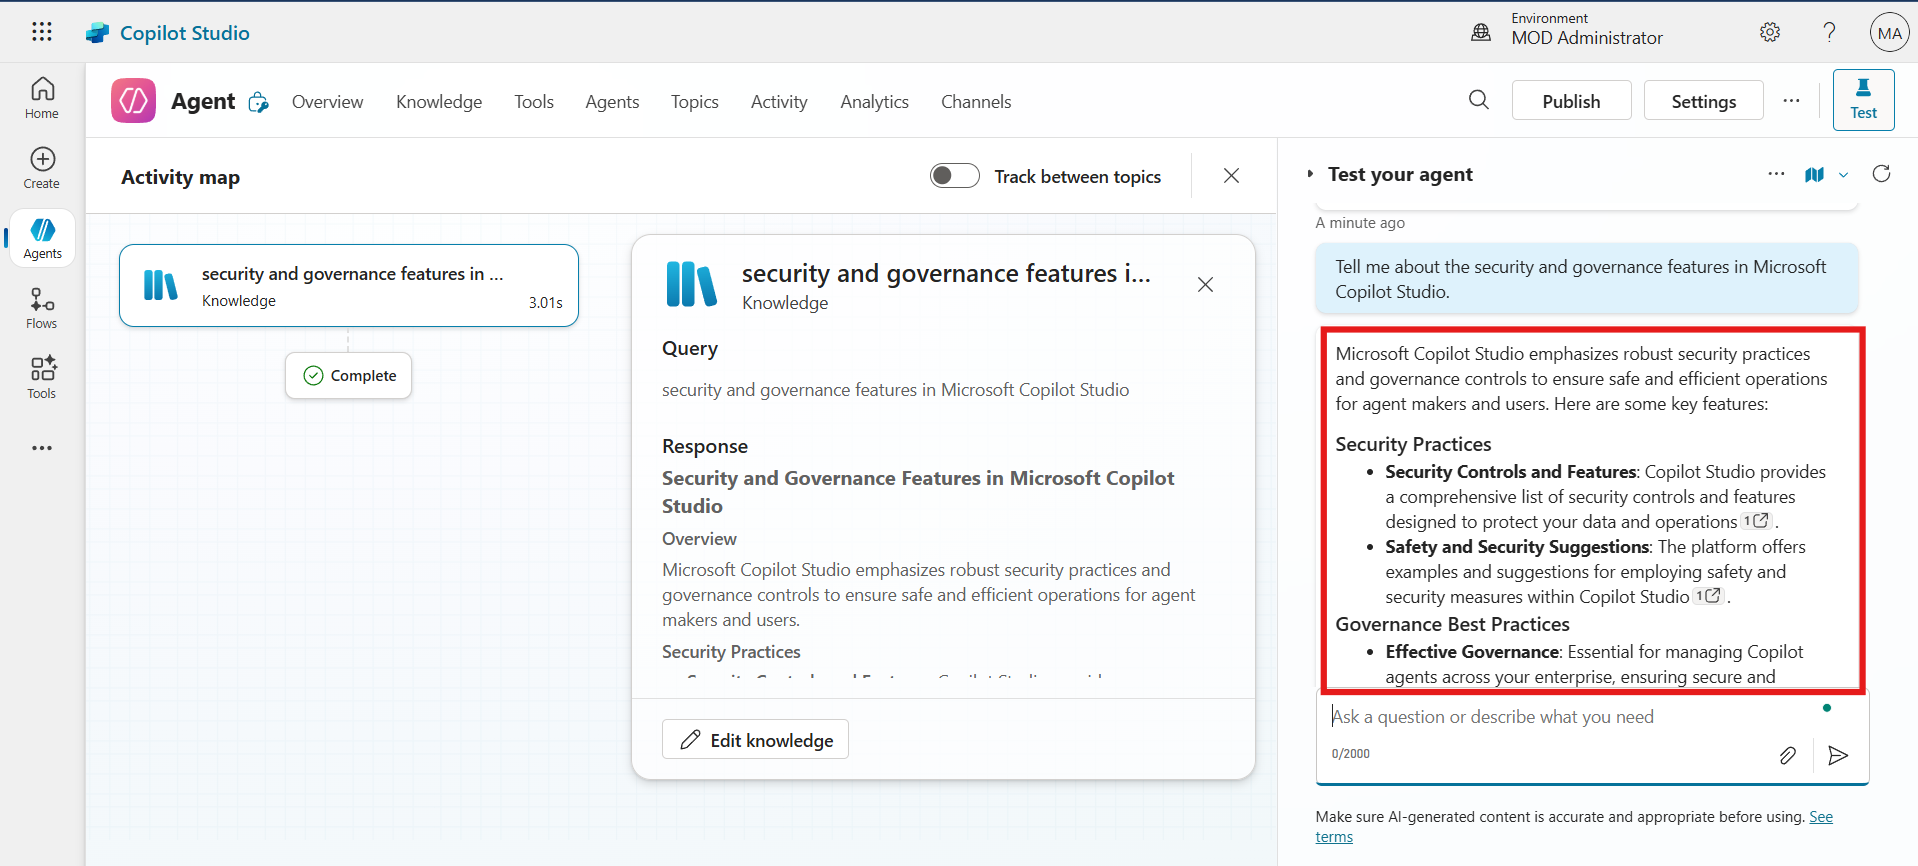 Copilot Studio
Environment
MOD Administrator
?
MA
Home
Create
Agents
Flows
Tools
Agent
Overview
Knowledge
Tools
Agents
Topics
Activity
Analytics
Channels
Publish
Settings
Test
Activity map
Track between topics
security and governance features in ...
Knowledge
3.01s
Complete
security and governance features i...
Knowledge
Query
security and governance features in Microsoft Copilot Studio
Response
Security and Governance Features in Microsoft Copilot
Studio
Overview
Microsoft Copilot Studio emphasizes robust security practices and
governance controls to ensure safe and efficient operations for agent
makers and users.
Security Practices
Edit knowledge
Test your agent
A minute ago
Tell me about the security and governance features in Microsoft
Copilot Studio.
Microsoft Copilot Studio emphasizes robust security practices
and governance controls to ensure safe and efficient operations
for agent makers and users. Here are some key features:
Security Practices
• Security Controls and Features: Copilot Studio provides
a comprehensive list of security controls and features
designed to protect your data and operations 1.
• Safety and Security Suggestions: The platform offers
examples and suggestions for employing safety and
security measures within Copilot Studio 1.
Governance Best Practices
• Effective Governance: Essential for managing Copilot
agents across your enterprise, ensuring secure and
Ask a question or describe what you need
0/2000
Make sure AI-generated content is accurate and appropriate before using. See
terms